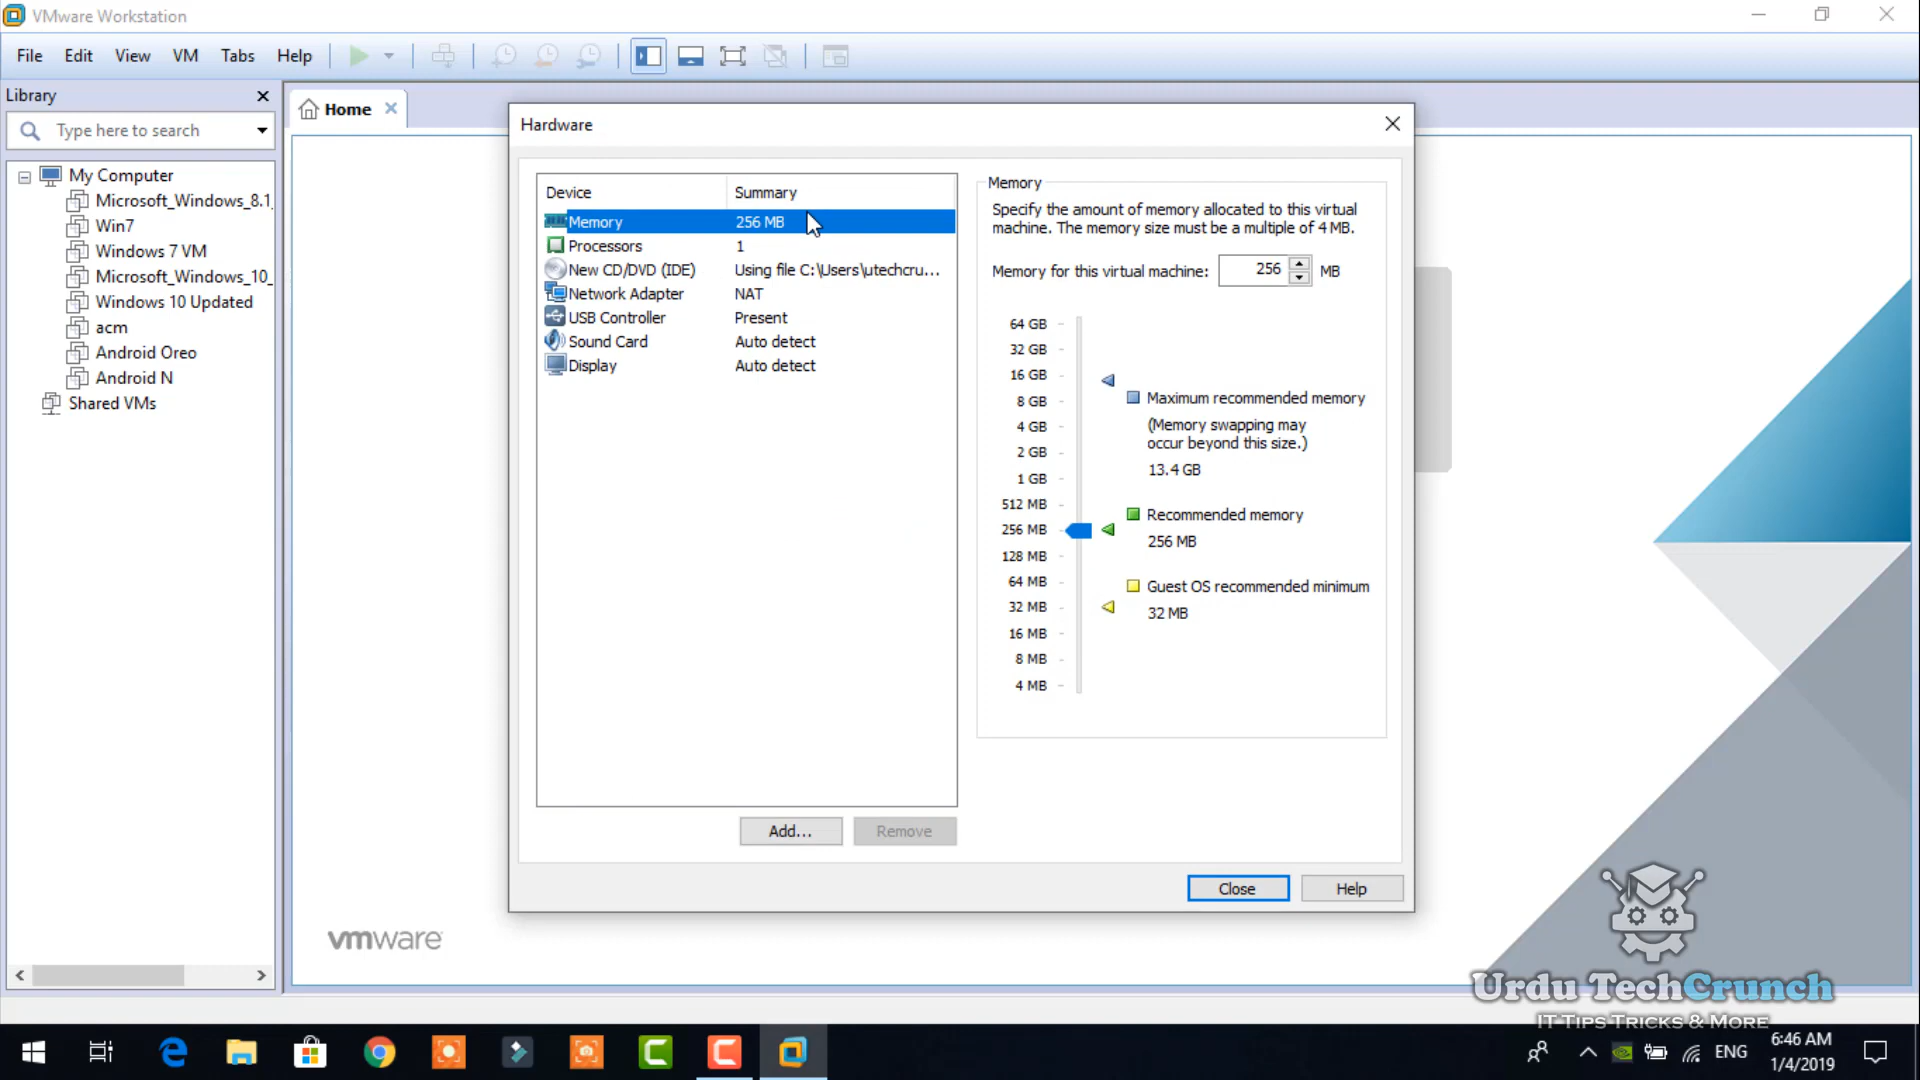 VMware Workstation
File Edit View VM Tabs Help
Library
Type here to search
My Computer
Microsoft_Windows_8.1_
Win7
Windows 7 VM
Microsoft_Windows_10_
Windows 10 Updated
acm
Android Oreo
Android N
Shared VMs
Home
Hardware
Device Summary
Memory 256 MB
Processors 1
New CD/DVD (IDE) Using file C:\Users\utechcru...
Network Adapter NAT
USB Controller Present
Sound Card Auto detect
Display Auto detect
Add...
Remove
Memory
Specify the amount of memory allocated to this virtual
machine. The memory size must be a multiple of 4 MB.
Memory for this virtual machine: 256 MB
64 GB
32 GB
16 GB
8 GB
4 GB
2 GB
1 GB
512 MB
256 MB
128 MB
64 MB
32 MB
16 MB
8 MB
4 MB
Maximum recommended memory
(Memory swapping may
occur beyond this size.)
13.4 GB
Recommended memory
256 MB
Guest OS recommended minimum
32 MB
Close
Help
vmware
Urdu TechCrunch
IT Tips Tricks & More
ENG
6:46 AM
1/4/2019